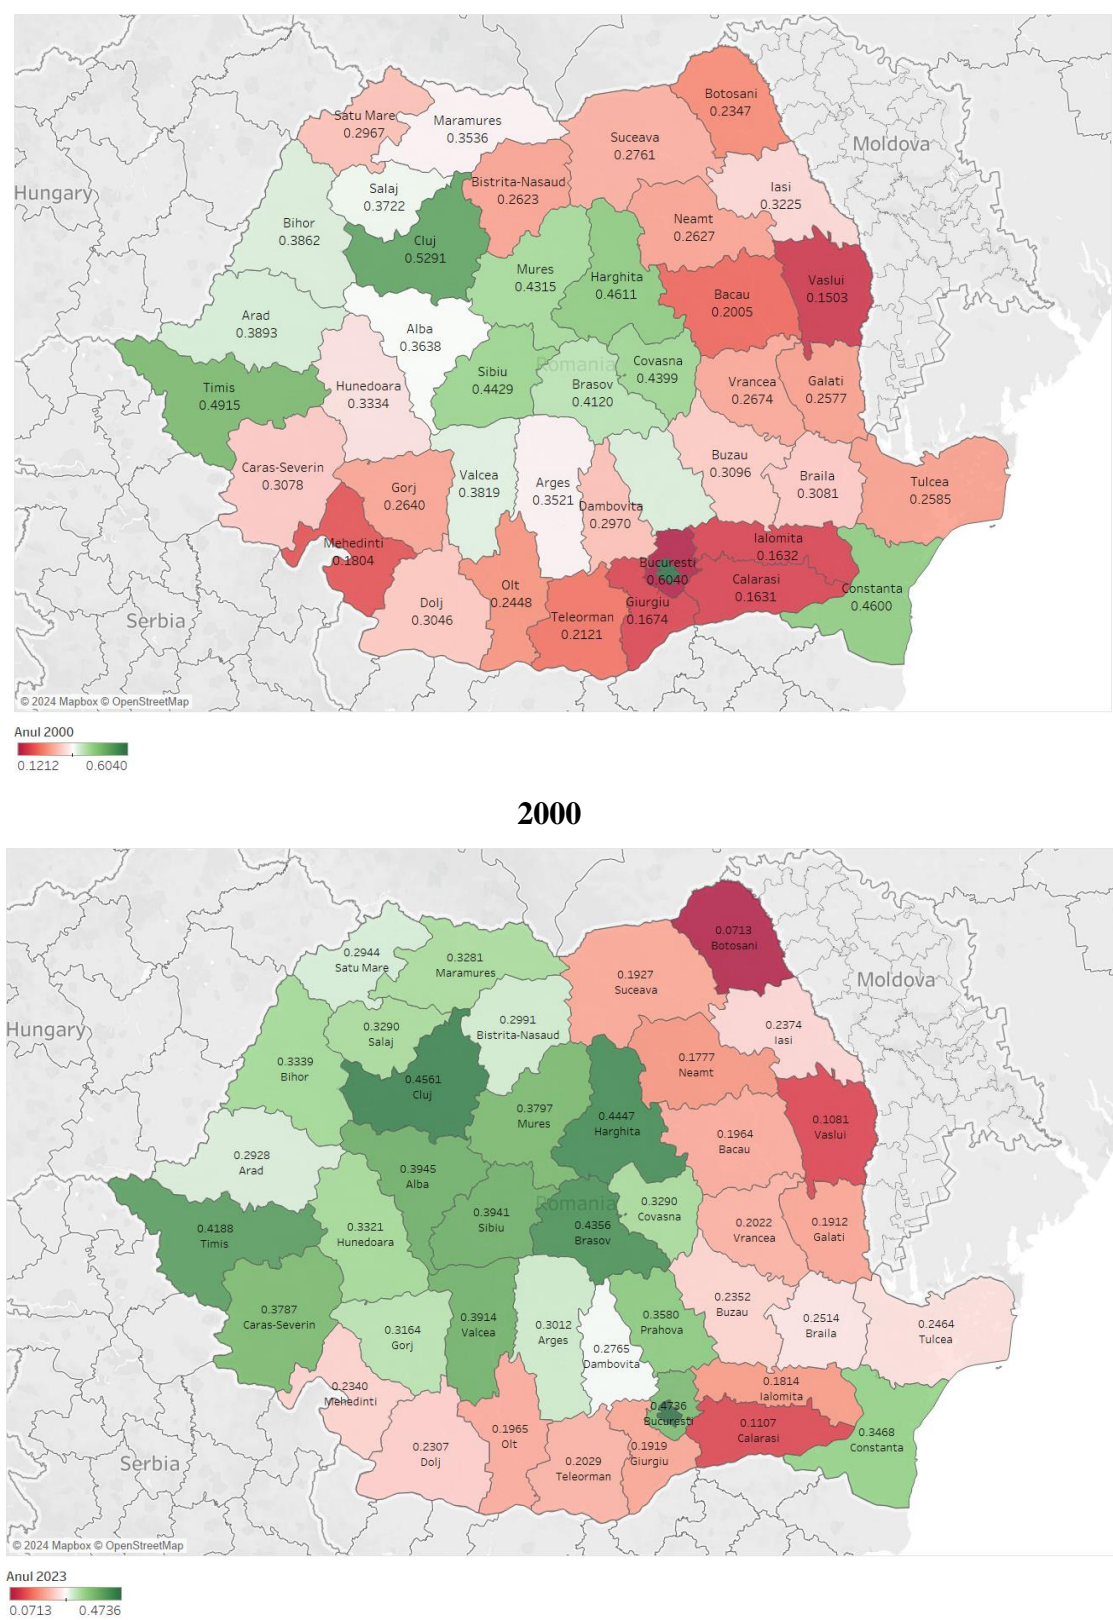 Botosani
0.2347
Moldova
Satu Mare
0.2967
Maramures
0.3536
Suceava
0.2761
Hungary
Salaj
0.3722
Bistrita-Nasaud
0.2623
Iasi
0.3225
Bihor
0.3862
Cluj
0.5291
Neamt
0.2627
Mures
0.4315
Harghita
0.4611
Bacau
0.2005
Vaslui
0.1503
Arad
0.3893
Alba
0.3638
Romania
Timis
0.4915
Hunedoara
0.3334
Sibiu
0.4429
Brasov
0.4120
Covasna
0.4399
Vrancea
0.2674
Galati
0.2577
Caras-Severin
0.3078
Gorj
0.2640
Valcea
0.3819
Arges
0.3521
Dambovita
0.2970
Buzau
0.3096
Braila
0.3081
Tulcea
0.2585
Mehedinti
0.1804
Bucuresti
0.6040
Ialomita
0.1632
Calarasi
0.1631
Constanta
0.4600
Serbia
Dolj
0.3046
Olt
0.2448
Teleorman
0.2121
Giurgiu
0.1674
© 2024 Mapbox © OpenStreetMap
Anul 2000
0.1212 0.6040
2000
0.0713
Botosani
Moldova
0.2944
Satu Mare
0.3281
Maramures
0.1927
Suceava
Hungary
0.3290
Salaj
0.2991
Bistrita-Nasaud
0.2374
Iasi
0.3339
Bihor
0.4561
Cluj
0.1777
Neamt
0.3797
Mures
0.4447
Harghita
0.1964
Bacau
0.1081
Vaslui
0.2928
Arad
0.3945
Alba
Romania
0.4188
Timis
0.3321
Hunedoara
0.3941
Sibiu
0.4356
Brasov
0.3290
Covasna
0.2022
Vrancea
0.1912
Galati
0.3787
Caras-Severin
0.3164
Gorj
0.3914
Valcea
0.3012
Arges
0.2765
Dambovita
0.3580
Prahova
0.2352
Buzau
0.2514
Braila
0.2464
Tulcea
0.2340
Mehedinti
0.4736
Bucuresti
0.1814
Ialomita
0.1107
Calarasi
0.3468
Constanta
Serbia
0.2307
Dolj
0.1965
Olt
0.2029
Teleorman
0.1919
Giurgiu
© 2024 Mapbox © OpenStreetMap
Anul 2023
0.0713 0.4736